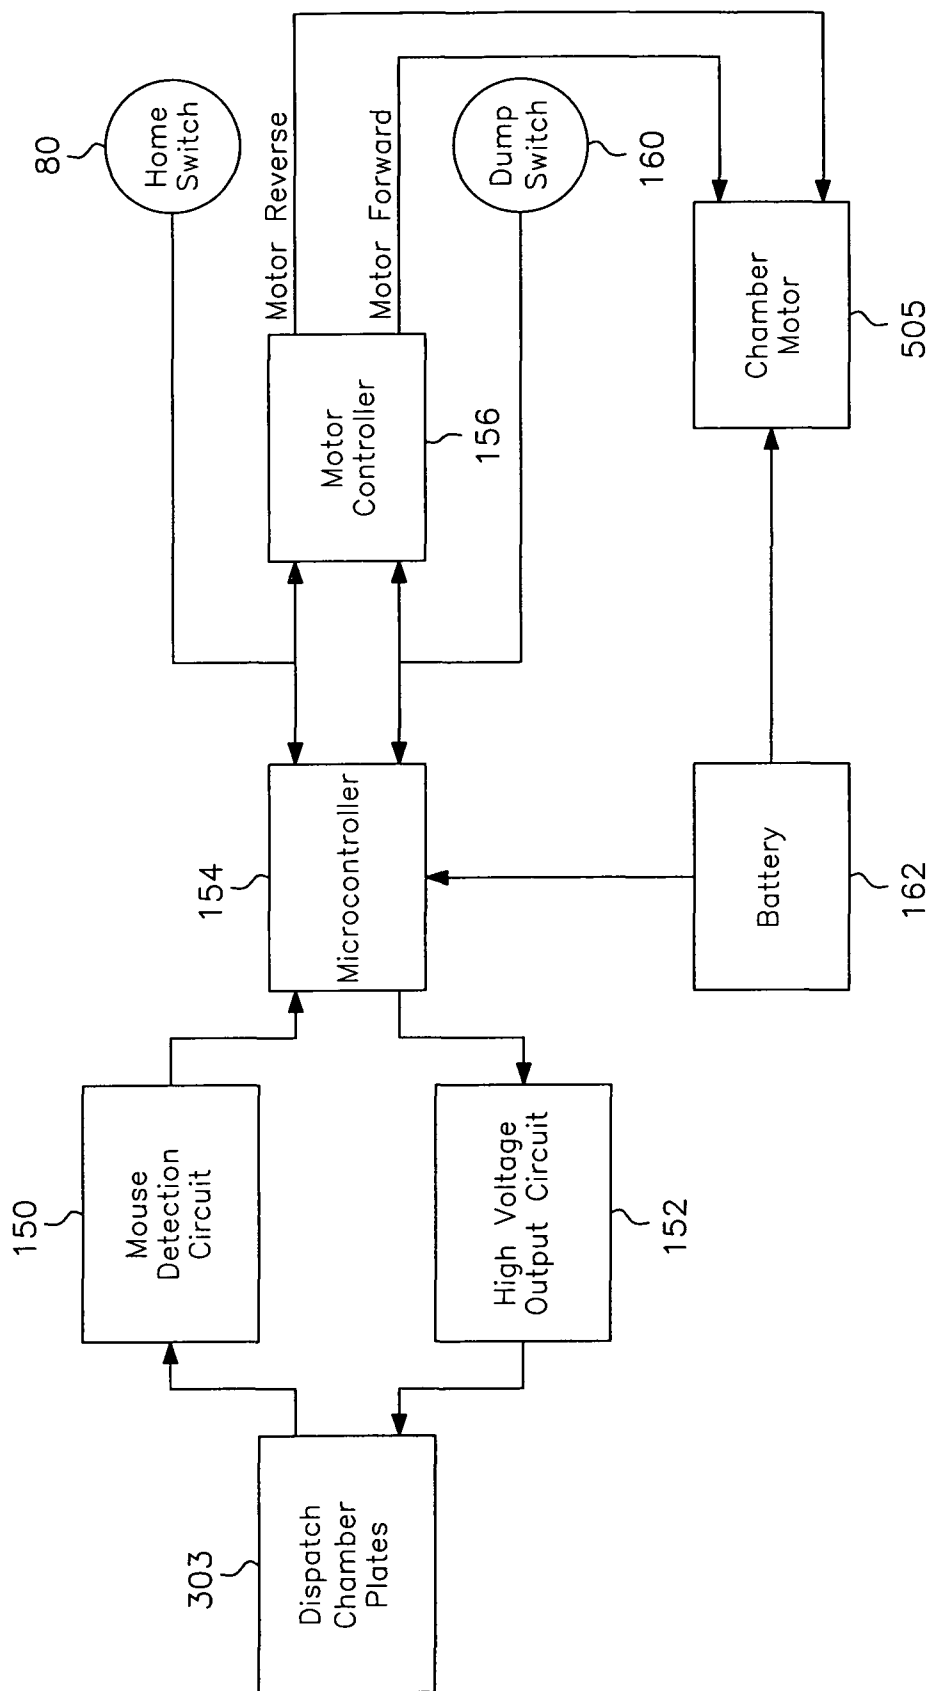 80
Home
Switch
Motor Reverse
Motor Forward
Dump
Switch
160
Motor
Controller
156
Chamber
Motor
505
154
Microcontroller
Battery
162
150
Mouse
Detection
Circuit
High Voltage
Output Circuit
152
303
Dispatch
Chamber
Plates